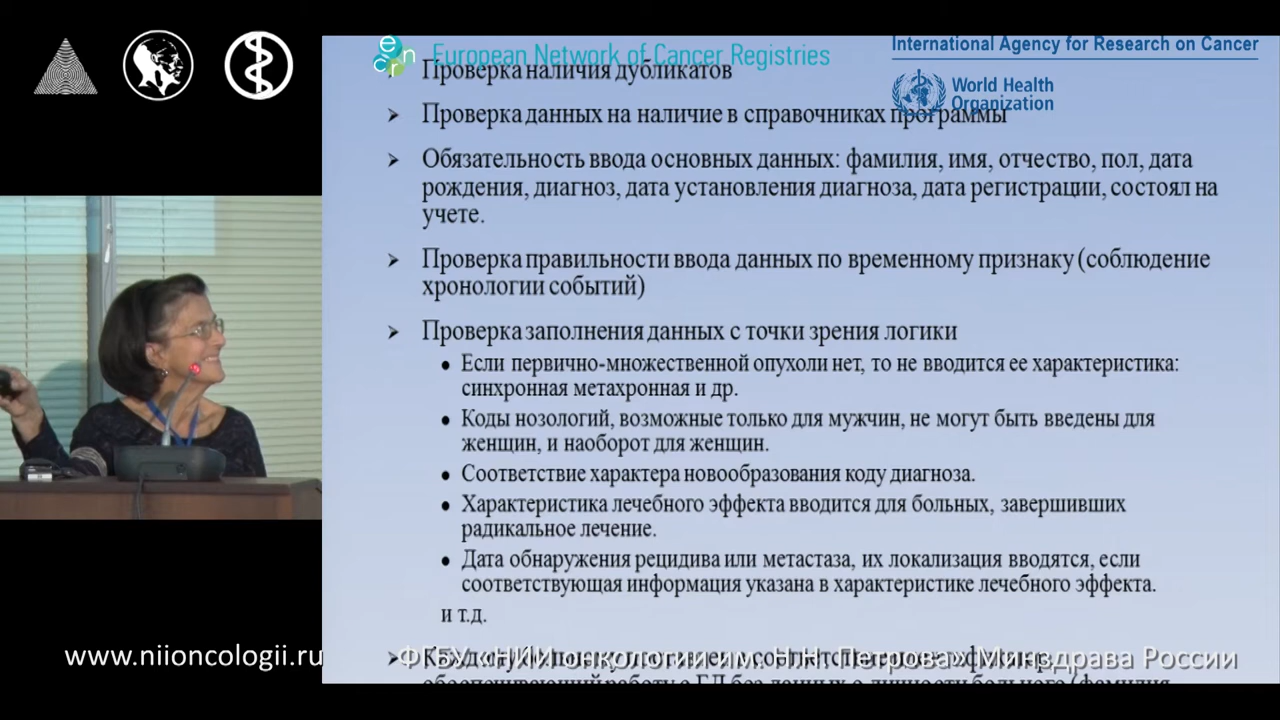 ecrn European Network of Cancer Registries
International Agency for Research on Cancer
World Health
Organization
Проверка наличия дубликатов
Проверка данных на наличие в справочниках программы
Обязательность ввода основных данных: фамилия, имя, отчество, пол, дата
рождения, диагноз, дата установления диагноза, дата регистрации, состоял на
учете.
Проверка правильности ввода данных по временному признаку (соблюдение
хронологии событий)
Проверка заполнения данных с точки зрения логики
Если первично-множественной опухоли нет, то не вводится ее характеристика:
синхронная метахронная и др.
Коды нозологий, возможные только для мужчин, не могут быть введены для
женщин, и наоборот для женщин.
Соответствие характера новообразования коду диагноза.
Характеристика лечебного эффекта вводится для больных, завершивших
радикальное лечение.
Дата обнаружения рецидива или метастаза, их локализация вводятся, если
соответствующая информация указана в характеристике лечебного эффекта.
и т.д.
Каждому больному
www.niioncologii.ru
ФГБУ «НИИ онкологии им. Н.Н. Петрова» Минздрава России